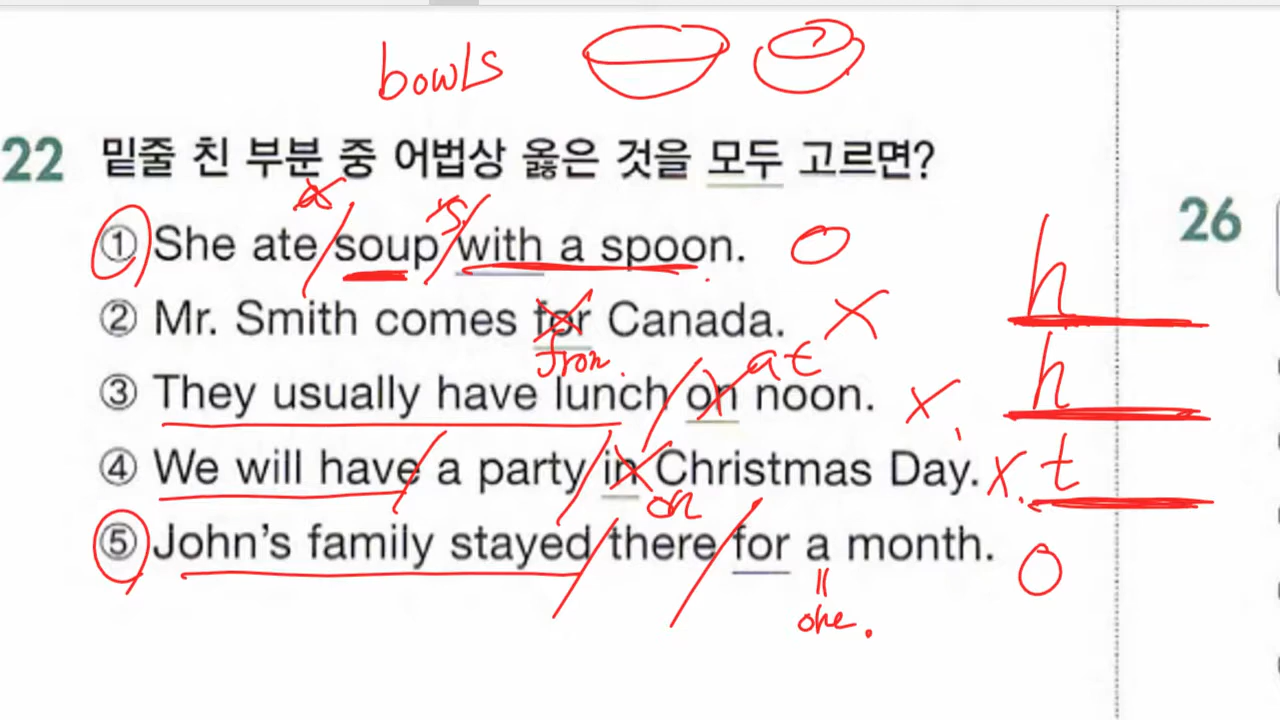 bowls
22 밑줄 친 부분 중 어법상 옳은 것을 모두 고르면?
a s
① She ate soup with a spoon. O
② Mr. Smith comes for Canada. X
from.
at
③ They usually have lunch on noon. X
④ We will have a party in Christmas Day. X.
on
⑤ John's family stayed there for a month. O
one.
26
h
h
t